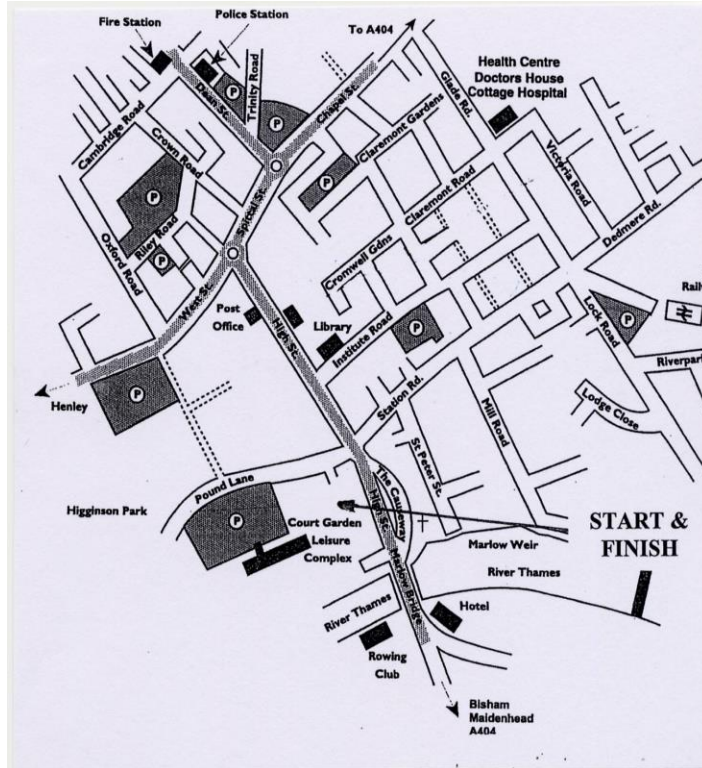 Fire Station
Police Station
To A404
Health Centre
Doctors House
Cottage Hospital
Dean St.
P
Trinity Road
P
Chapel St.
Glade Rd.
Cambridge Road
Crown Road
P
Claremont Gardens
Victoria Road
P
Riley Road
P
Spittal St.
Claremont Road
Dedmere Rd.
Oxford Road
West St.
Cromwell Gdns
Post
Office
High St.
Library
Institute Road
P
Lock Road
P
Henley
P
Station Rd.
Riverpark
Mill Road
Lodge Close
St Peter St.
Pound Lane
Higginson Park
P
Court Garden
Leisure
Complex
High St.
The Causeway
START &
FINISH
Marlow Weir
River Thames
Marlow Bridge
River Thames
Hotel
Rowing
Club
Bisham
Maidenhead
A404